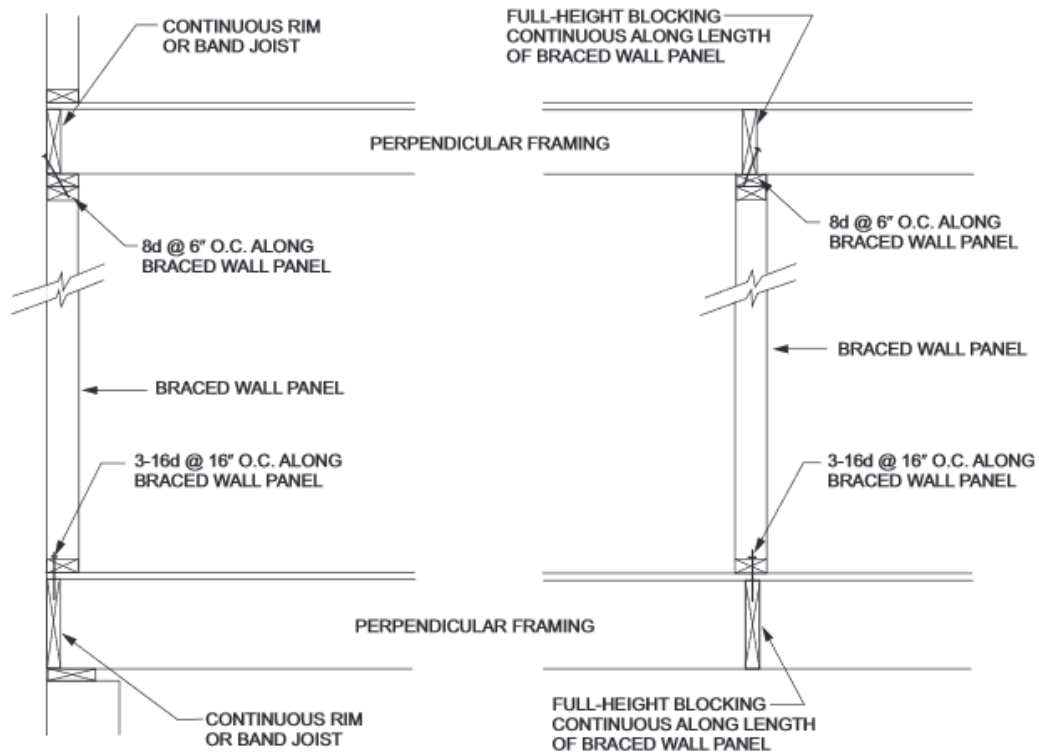 CONTINUOUS RIM
OR BAND JOIST
FULL-HEIGHT BLOCKING
CONTINUOUS ALONG LENGTH
OF BRACED WALL PANEL
PERPENDICULAR FRAMING
8d @ 6″ O.C. ALONG
BRACED WALL PANEL
8d @ 6″ O.C. ALONG
BRACED WALL PANEL
BRACED WALL PANEL
BRACED WALL PANEL
3-16d @ 16″ O.C. ALONG
BRACED WALL PANEL
3-16d @ 16″ O.C. ALONG
BRACED WALL PANEL
PERPENDICULAR FRAMING
CONTINUOUS RIM
OR BAND JOIST
FULL-HEIGHT BLOCKING
CONTINUOUS ALONG LENGTH
OF BRACED WALL PANEL